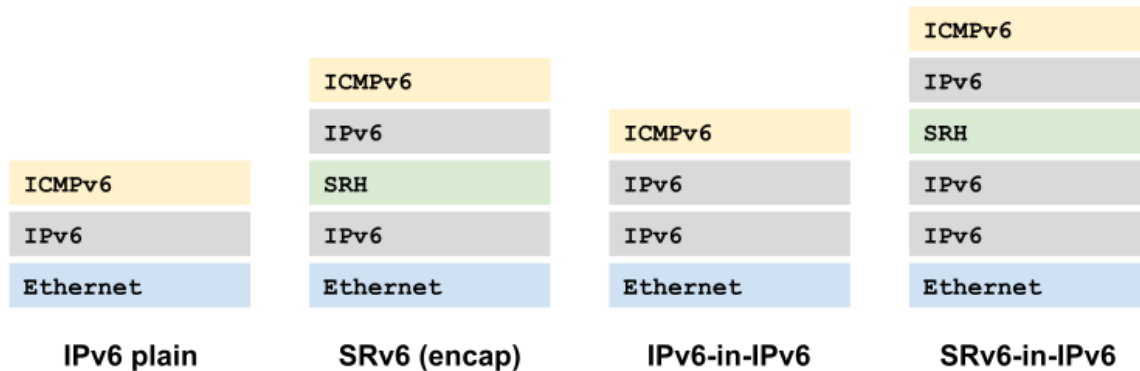 ICMPv6
IPv6
Ethernet
IPv6 plain
ICMPv6
IPv6
SRH
IPv6
Ethernet
SRv6 (encap)
ICMPv6
IPv6
IPv6
Ethernet
IPv6-in-IPv6
ICMPv6
IPv6
SRH
IPv6
IPv6
Ethernet
SRv6-in-IPv6